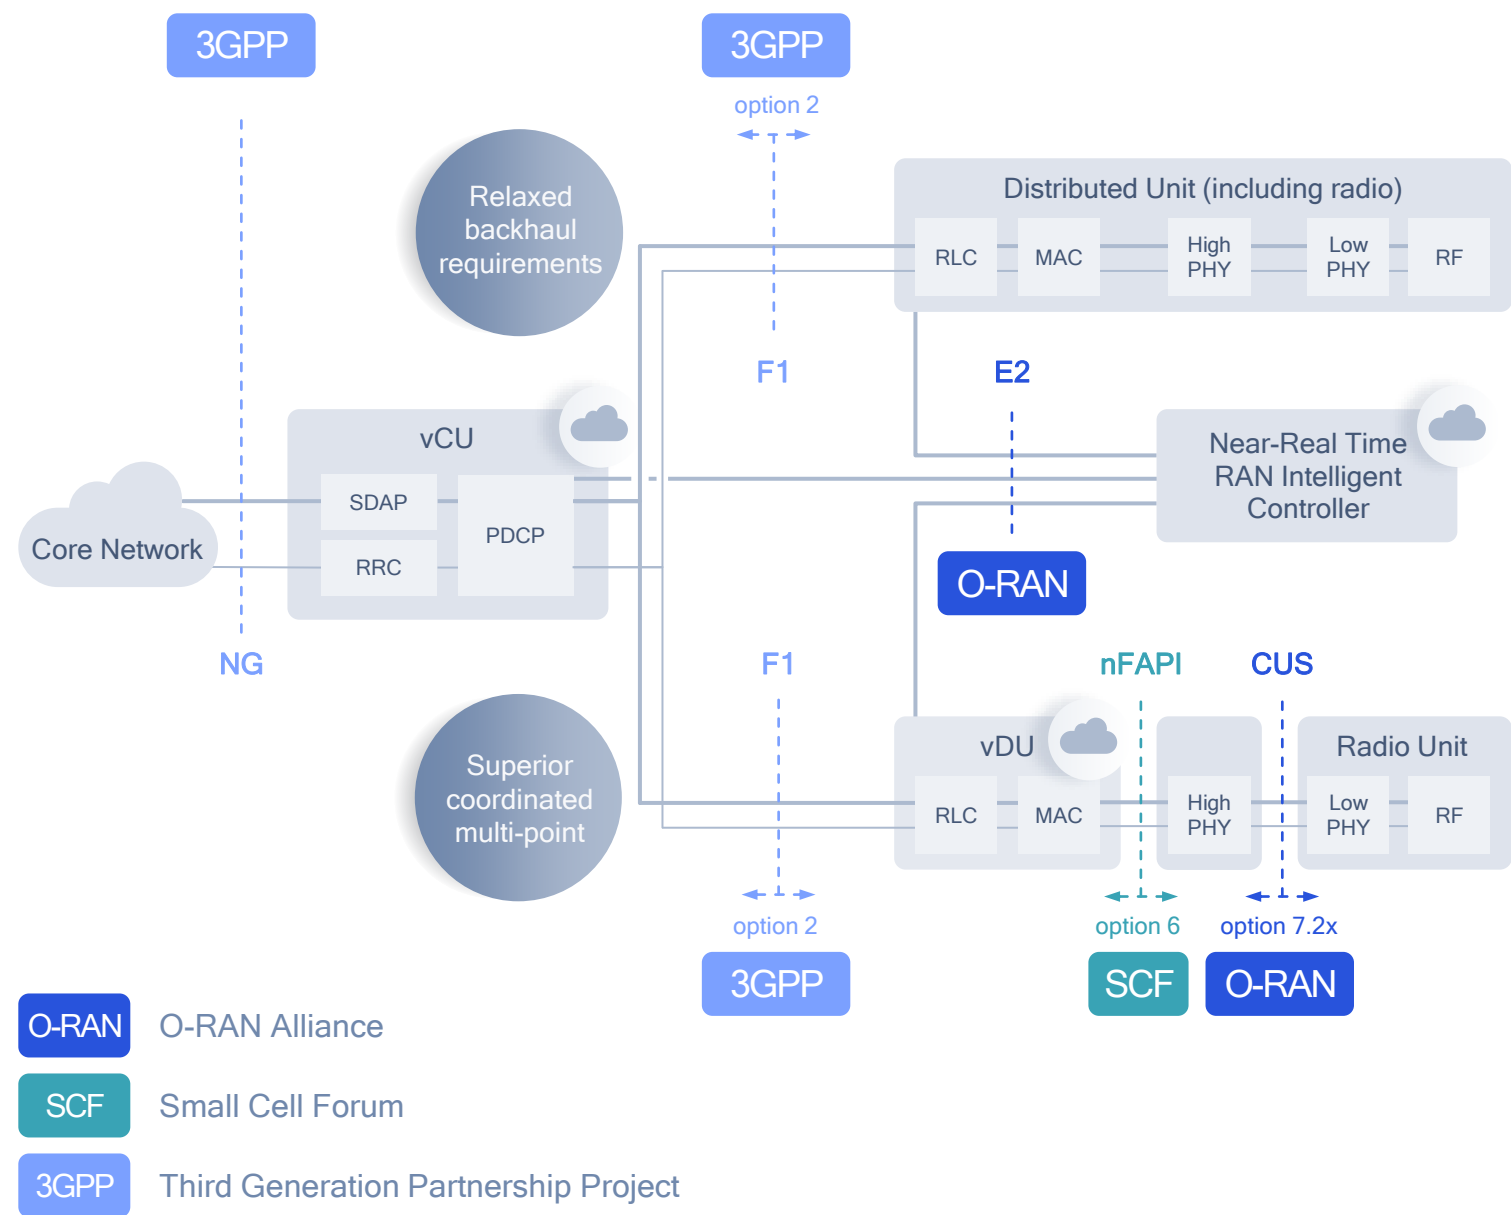 3GPP
3GPP
option 2
Relaxed
backhaul
requirements
Distributed Unit (including radio)
RLC
MAC
High
PHY
Low
PHY
RF
F1
E2
vCU
SDAP
RRC
PDCP
Core Network
Near-Real Time
RAN Intelligent
Controller
O-RAN
NG
F1
nFAPI
CUS
Superior
coordinated
multi-point
vDU
RLC
MAC
High
PHY
Radio Unit
Low
PHY
RF
option 2
option 6
option 7.2x
3GPP
SCF
O-RAN
O-RAN O-RAN Alliance
SCF Small Cell Forum
3GPP Third Generation Partnership Project